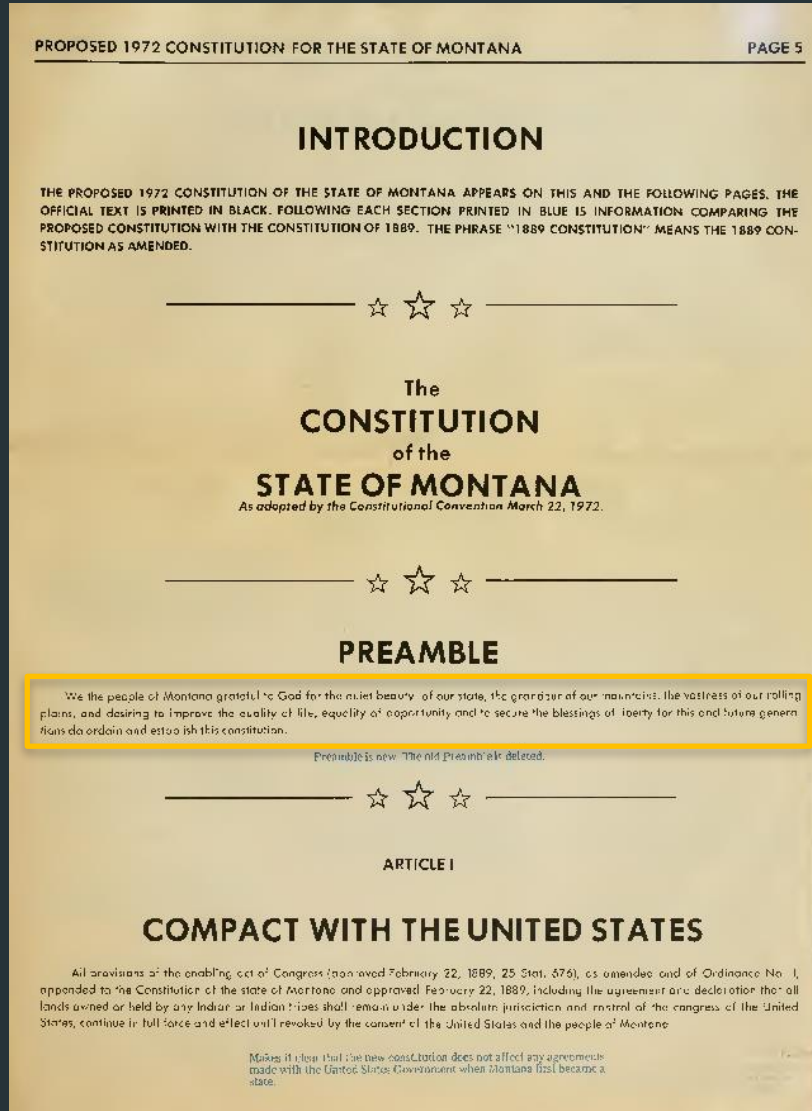 PROPOSED 1972 CONSTITUTION FOR THE STATE OF MONTANA PAGE 5
INTRODUCTION
THE PROPOSED 1972 CONSTITUTION OF THE STATE OF MONTANA APPEARS ON THIS AND THE FOLLOWING PAGES. THE
OFFICIAL TEXT IS PRINTED IN BLACK. FOLLOWING EACH SECTION PRINTED IN BLUE IS INFORMATION COMPARING THE
PROPOSED CONSTITUTION WITH THE CONSTITUTION OF 1889. THE PHRASE "1889 CONSTITUTION" MEANS THE 1889 CON-
STITUTION AS AMENDED.
The
CONSTITUTION
of the
STATE OF MONTANA
As adopted by the Constitutional Convention March 22, 1972.
PREAMBLE
We the people of Montana grateful to God for the quiet beauty of our state, the grandeur of our mountains, the vastness of our rolling
plains, and desiring to improve the quality of life, equality of opportunity and to secure the blessings of liberty for this and future genera
tions do ordain and establish this constitution.
Preamble is new. The old Preamble is deleted.
ARTICLE I
COMPACT WITH THE UNITED STATES
All provisions of the enabling act of Congress (approved February 22, 1889, 25 Stat. 676), as amended and of Ordinance No. I,
appended to the Constitution of the state of Montana and approved February 22, 1889, including the agreement and declaration that all
lands owned or held by any Indian or Indian tribes shall remain under the absolute jurisdiction and control of the congress of the United
States, continue in full force and effect until revoked by the consent of the United States and the people of Montana
Makes it clear that the new constitution does not affect any agreements
made with the United States Government when Montana first became a
state.